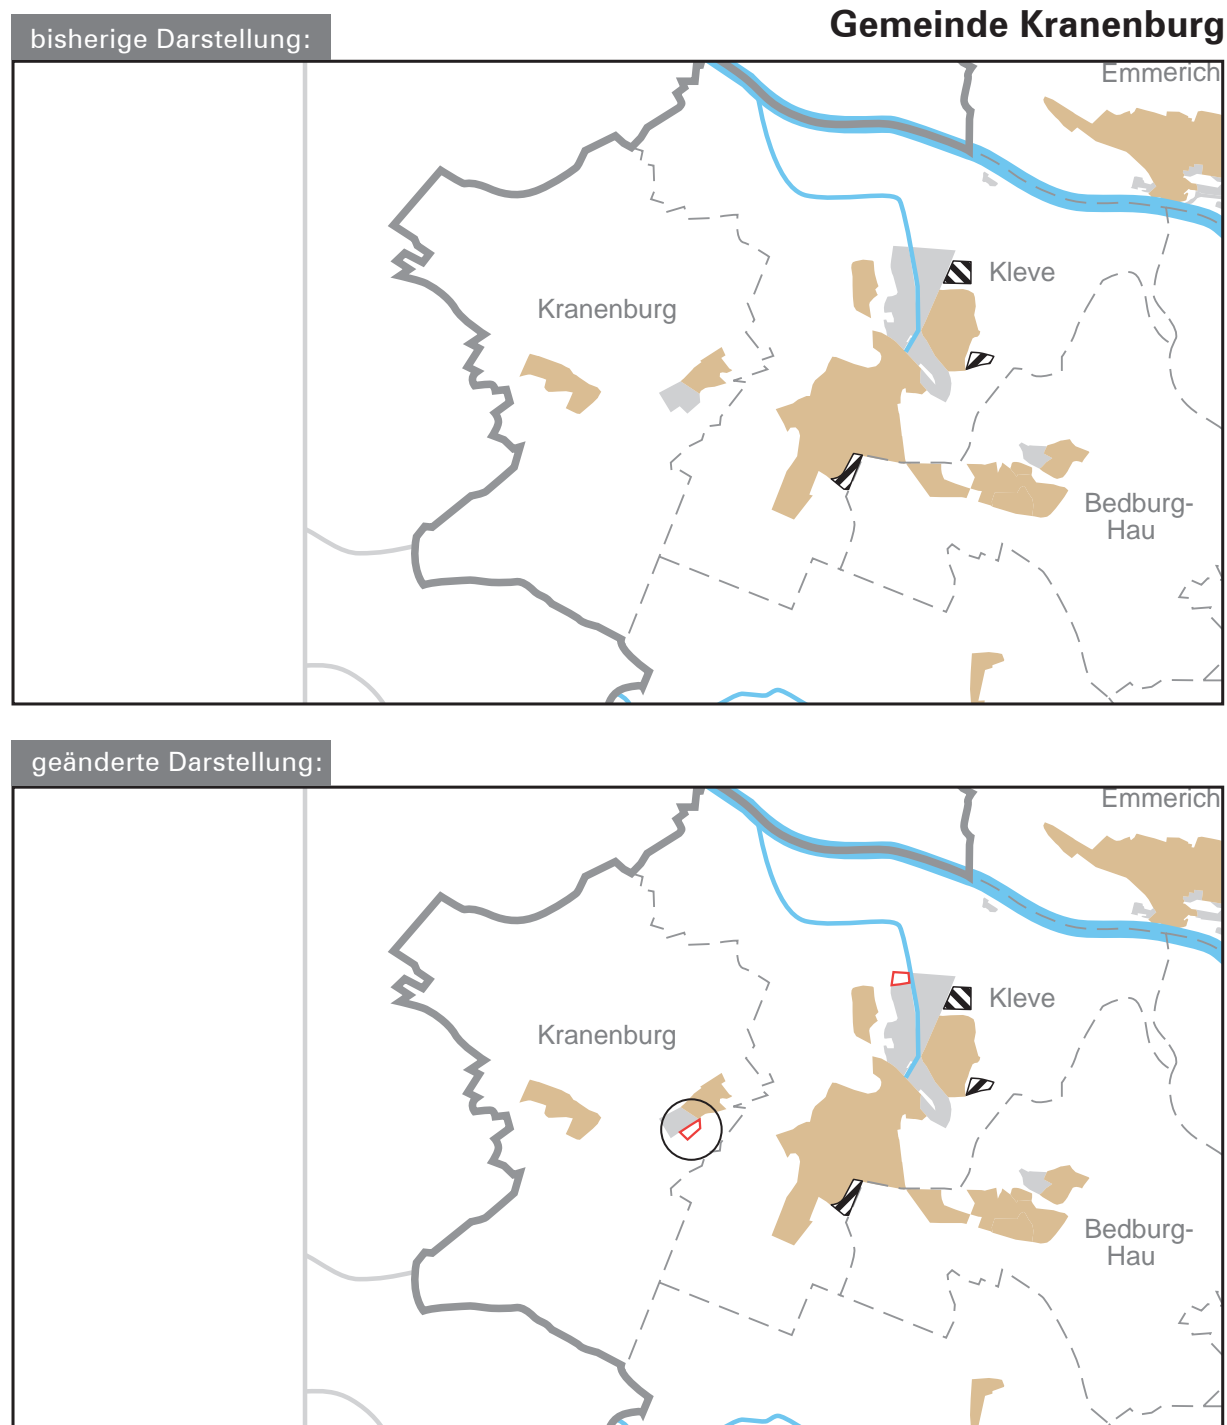 Gemeinde Kranenburg
bisherige Darstellung:
Emmerich
Kleve
Kranenburg
Bedburg-
Hau
geänderte Darstellung:
Emmerich
Kleve
Kranenburg
Bedburg-
Hau